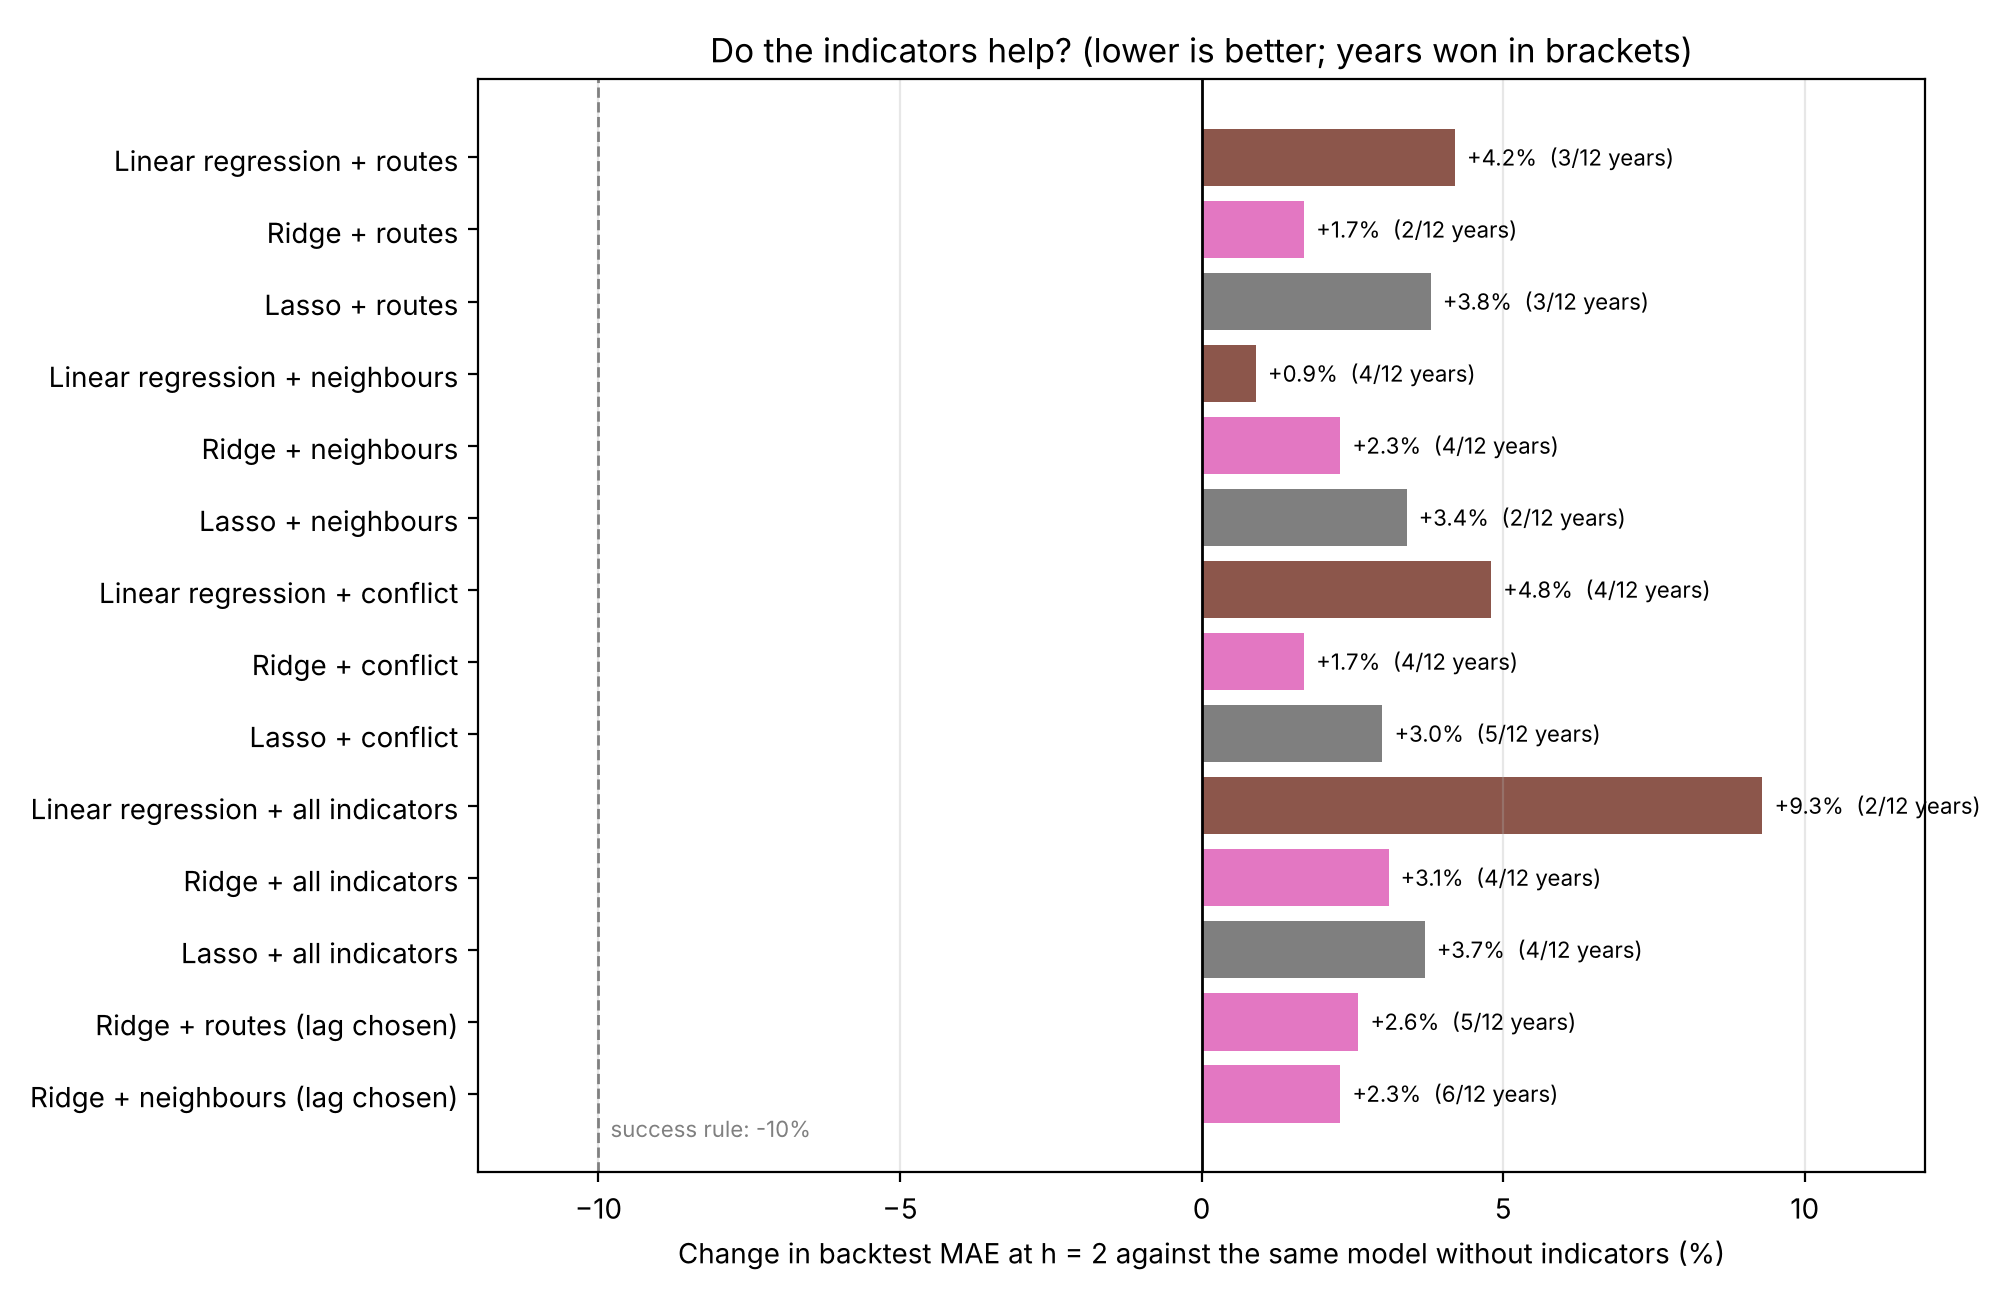 Do the indicators help? (lower is better; years won in brackets)
Linear regression + routes
+4.2% (3/12 years)
Ridge + routes
+1.7% (2/12 years)
Lasso + routes
+3.8% (3/12 years)
Linear regression + neighbours
+0.9% (4/12 years)
Ridge + neighbours
+2.3% (4/12 years)
Lasso + neighbours
+3.4% (2/12 years)
Linear regression + conflict
+4.8% (4/12 years)
Ridge + conflict
+1.7% (4/12 years)
Lasso + conflict
+3.0% (5/12 years)
Linear regression + all indicators
+9.3% (2/12 years)
Ridge + all indicators
+3.1% (4/12 years)
Lasso + all indicators
+3.7% (4/12 years)
Ridge + routes (lag chosen)
+2.6% (5/12 years)
Ridge + neighbours (lag chosen)
+2.3% (6/12 years)
success rule: -10%
−10 −5 0 5 10
Change in backtest MAE at h = 2 against the same model without indicators (%)